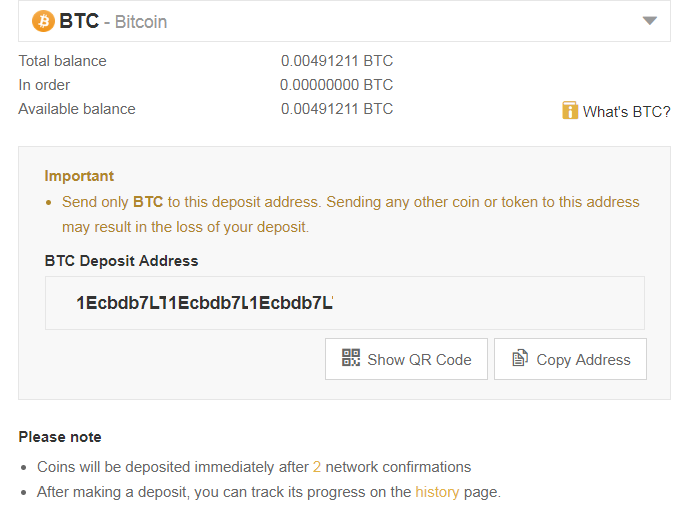 BTC - Bitcoin
Total balance 0.00491211 BTC
In order 0.00000000 BTC
Available balance 0.00491211 BTC
What's BTC?
Important
• Send only BTC to this deposit address. Sending any other coin or token to this address
may result in the loss of your deposit.
BTC Deposit Address
1Ecbdb7LT1Ecbdb7L1Ecbdb7L'
Show QR Code
Copy Address
Please note
• Coins will be deposited immediately after 2 network confirmations
• After making a deposit, you can track its progress on the history page.